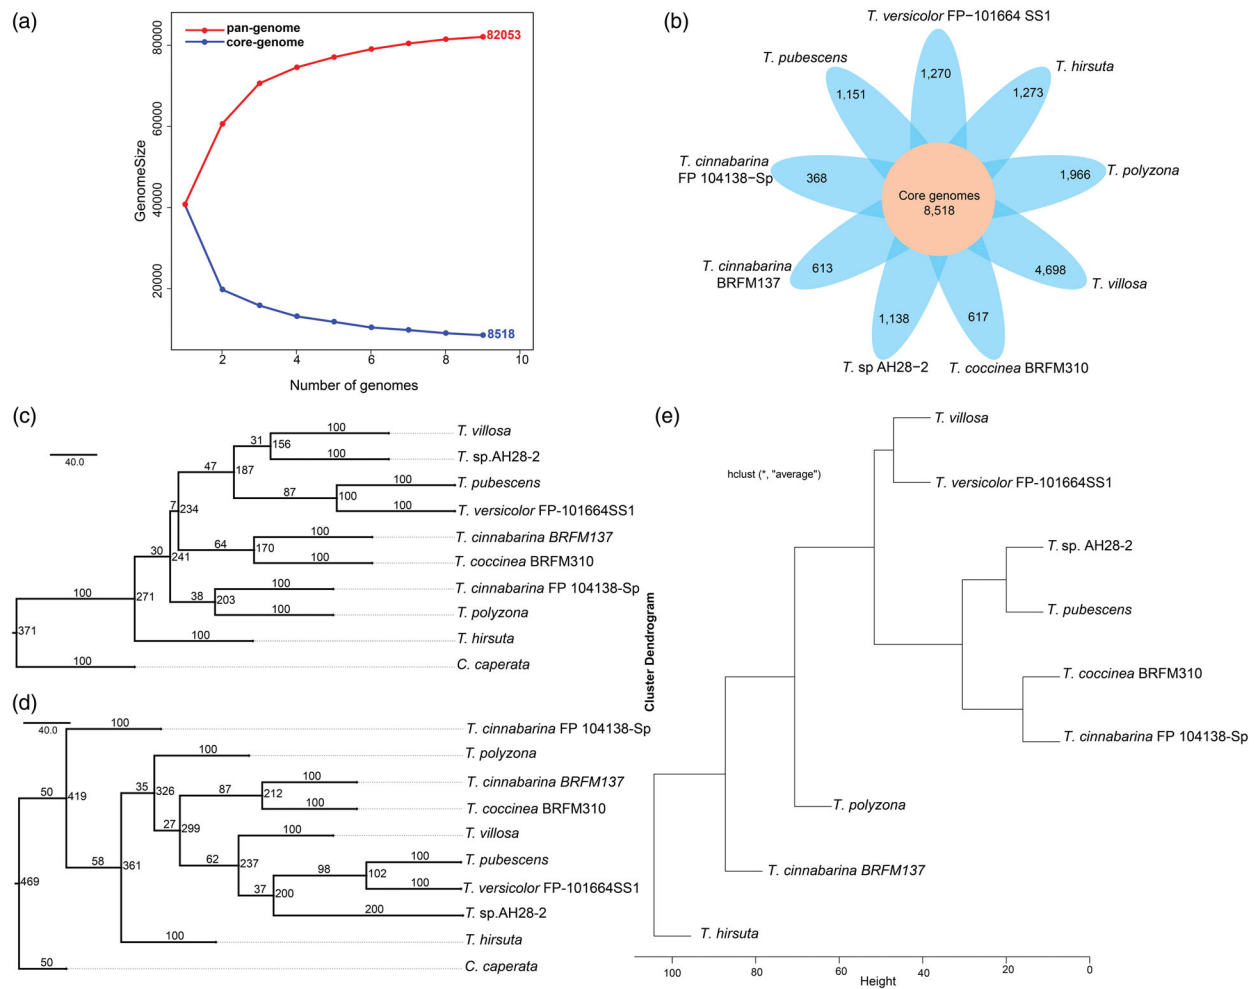 (a)
pan-genome
core-genome
82053
8518
GenomeSize
80000
60000
40000
20000
2
4
6
8
10
Number of genomes
(b)
T. versicolor FP−101664 SS1
1,270
T. hirsuta
1,273
T. polyzona
1,966
T. villosa
4,698
T. coccinea BRFM310
617
T. sp AH28−2
1,138
T. cinnabarina
BRFM137
613
T. cinnabarina
FP 104138−Sp
368
T. pubescens
1,151
Core genomes
8,518
(c)
40.0
100
T. villosa
31
156
100
T. sp.AH28-2
47
187
100
T. pubescens
87
100
100
T. versicolor FP-101664SS1
7
234
100
T. cinnabarina BRFM137
64
170
100
T. coccinea BRFM310
30
241
100
T. cinnabarina FP 104138-Sp
38
203
100
T. polyzona
100
271
100
T. hirsuta
371
100
C. caperata
(d)
40.0
100
T. cinnabarina FP 104138-Sp
100
T. polyzona
35
326
100
T. cinnabarina BRFM137
87
212
50
419
100
T. coccinea BRFM310
27
299
100
T. villosa
62
237
100
T. pubescens
98
102
58
361
37
200
100
T. versicolor FP-101664SS1
469
200
T. sp.AH28-2
100
T. hirsuta
50
C. caperata
(e)
hclust (*, "average")
Cluster Dendrogram
T. villosa
T. versicolor FP-101664SS1
T. sp. AH28-2
T. pubescens
T. coccinea BRFM310
T. cinnabarina FP 104138-Sp
T. polyzona
T. cinnabarina BRFM137
T. hirsuta
100
80
60
40
20
0
Height